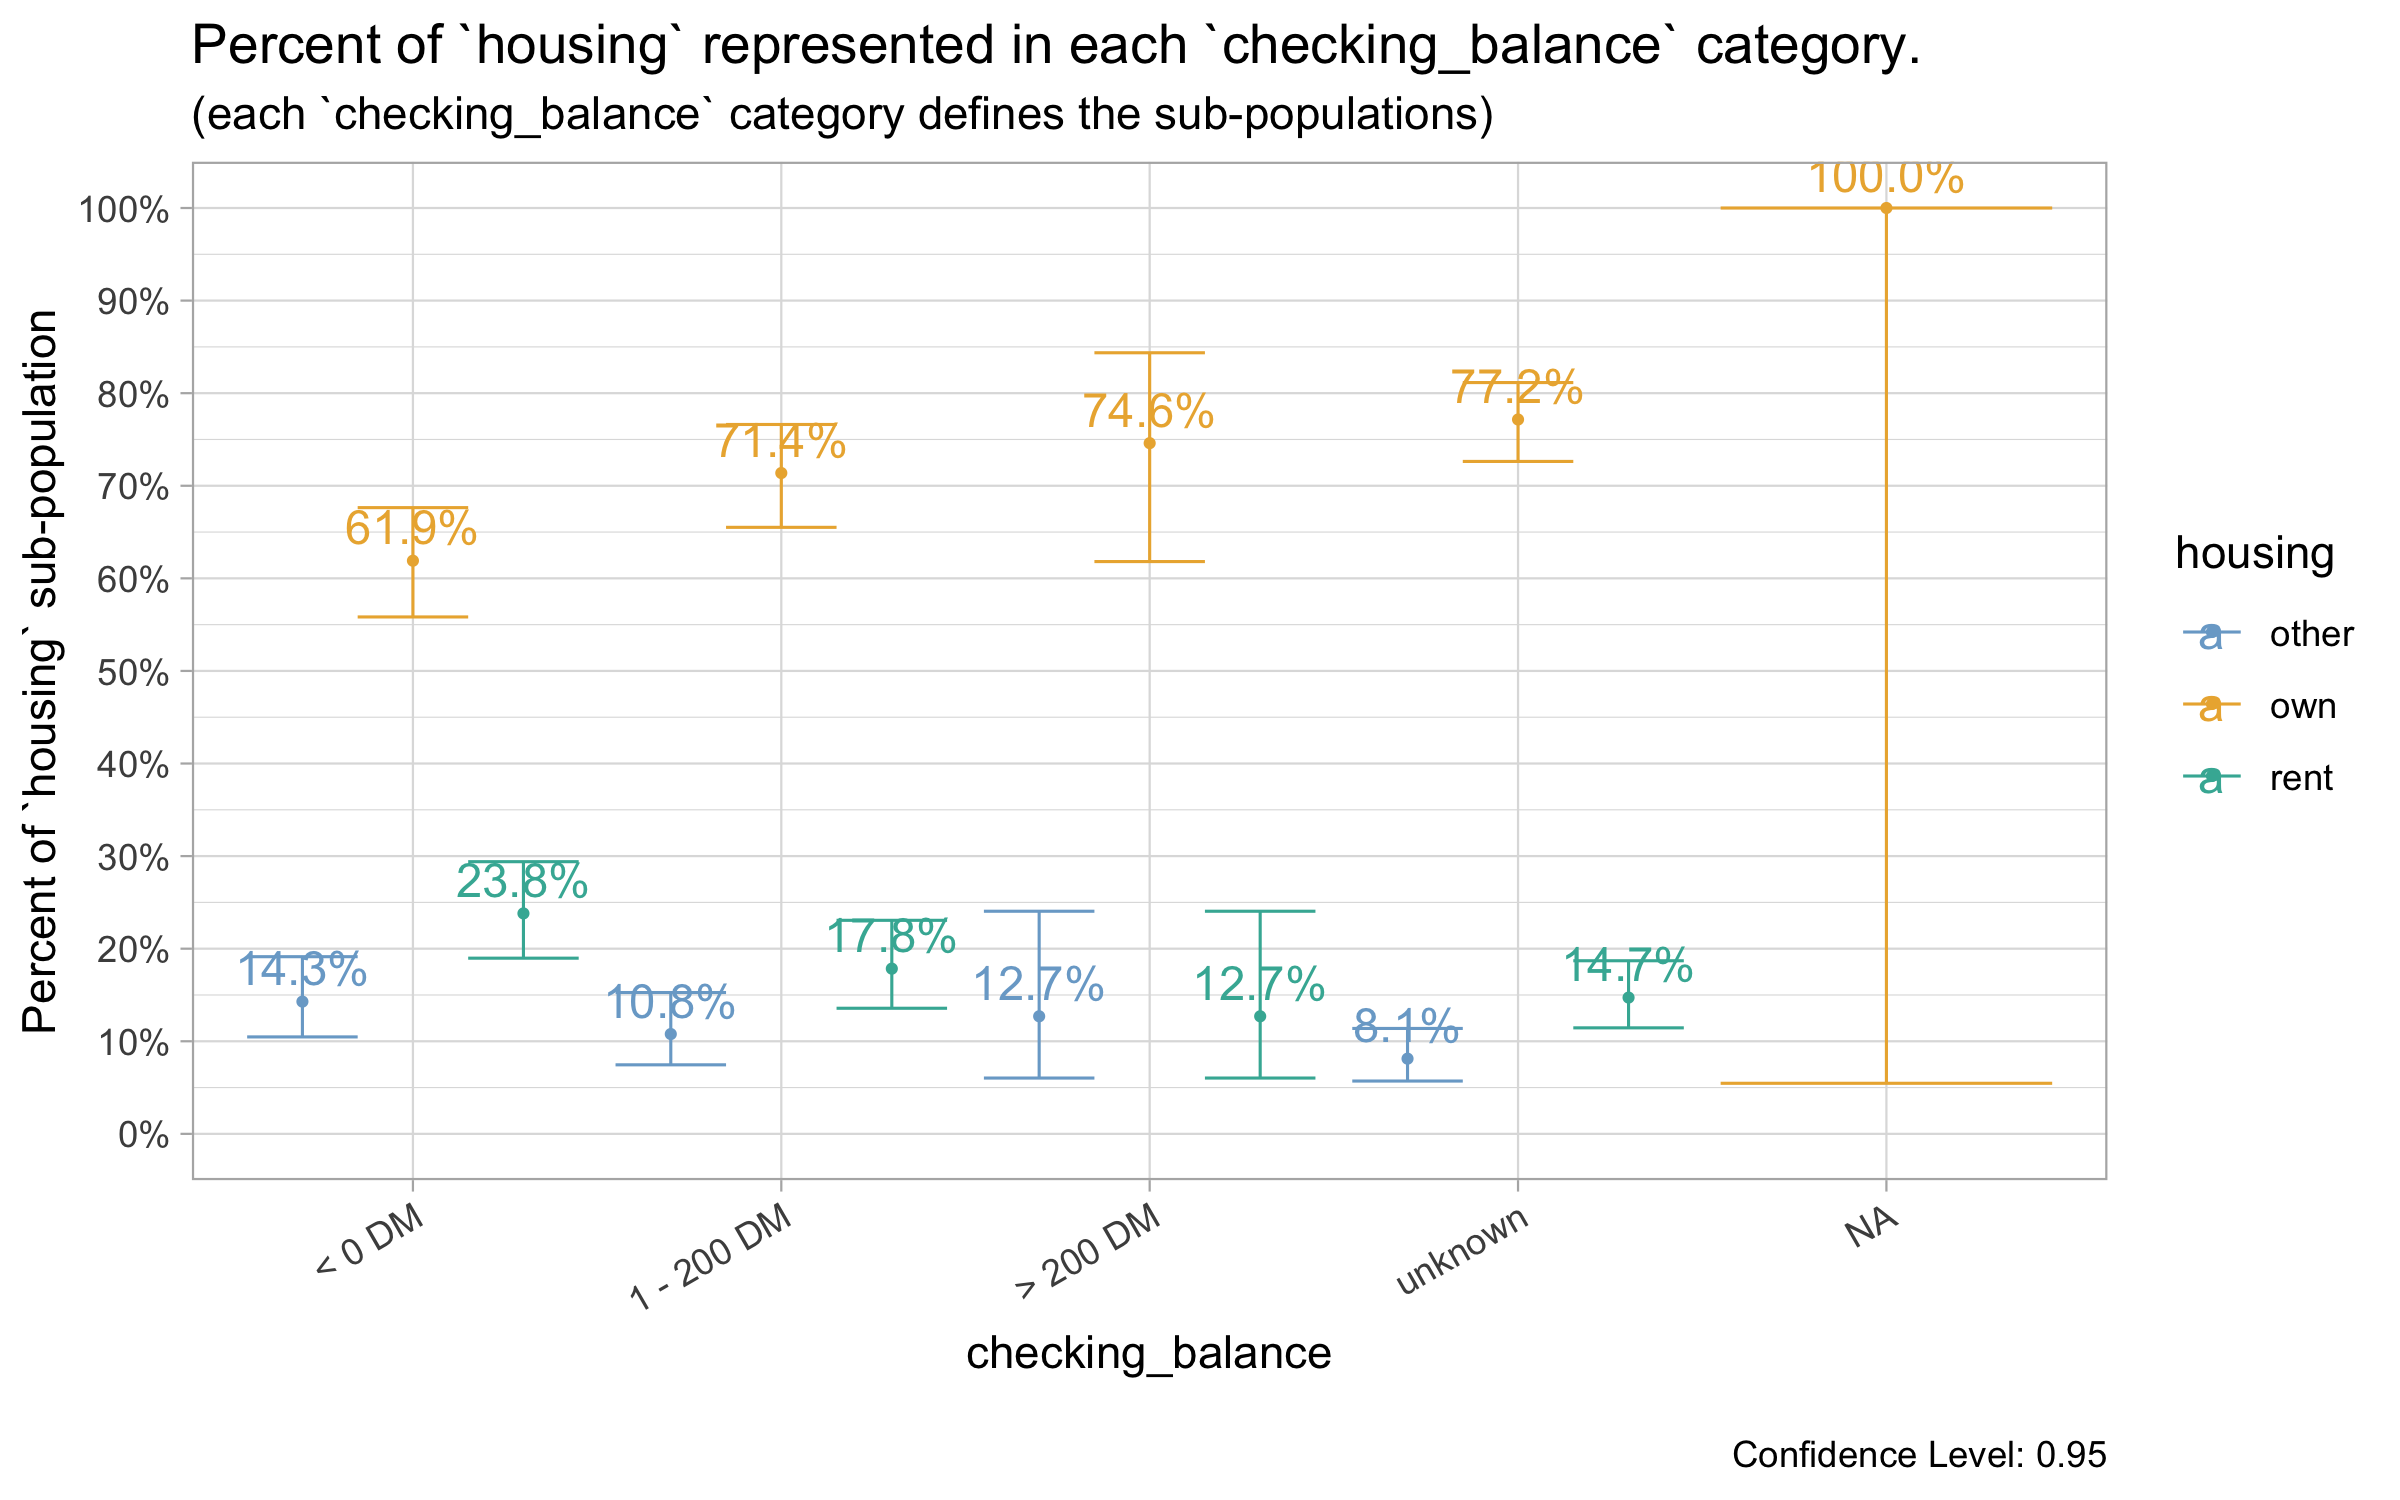 Percent of `housing` represented in each `checking_balance` category.
(each `checking_balance` category defines the sub-populations)
Percent of `housing` sub-population
100%
90%
80%
70%
60%
50%
40%
30%
20%
10%
0%
100.0%
77.2%
74.6%
71.4%
61.9%
23.8%
17.8%
14.3%
10.8%
12.7%
12.7%
8.1%
14.7%
< 0 DM
1 - 200 DM
> 200 DM
unknown
NA
checking_balance
housing
a other
a own
a rent
Confidence Level: 0.95